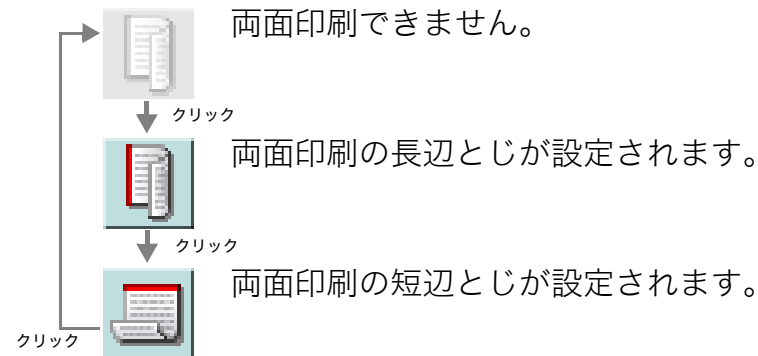 両面印刷できません。
クリック
両面印刷の長辺とじが設定されます。
クリック
両面印刷の短辺とじが設定されます。
クリック